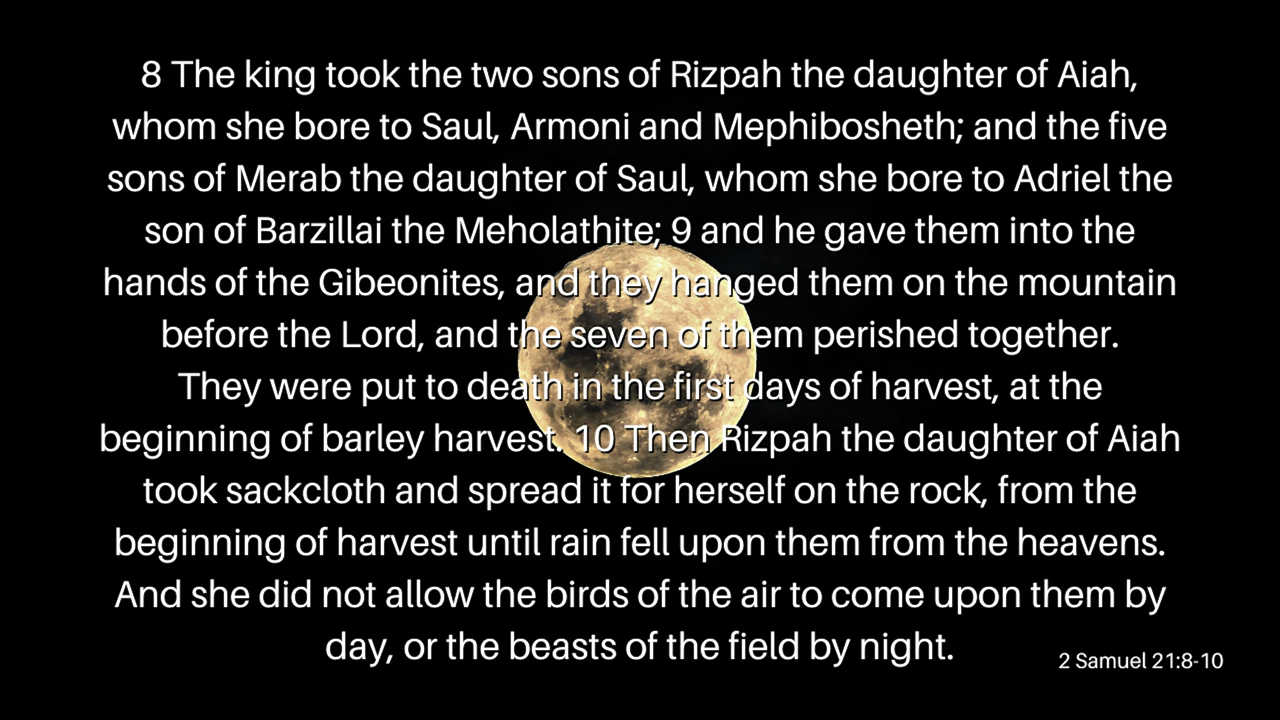 8 The king took the two sons of Rizpah the daughter of Aiah,
whom she bore to Saul, Armoni and Mephibosheth; and the five
sons of Merab the daughter of Saul, whom she bore to Adriel the
son of Barzillai the Meholathite; 9 and he gave them into the
hands of the Gibeonites, and they hanged them on the mountain
before the Lord, and the seven of them perished together.
They were put to death in the first days of harvest, at the
beginning of barley harvest. 10 Then Rizpah the daughter of Aiah
took sackcloth and spread it for herself on the rock, from the
beginning of harvest until rain fell upon them from the heavens.
And she did not allow the birds of the air to come upon them by
day, or the beasts of the field by night.
2 Samuel 21:8-10